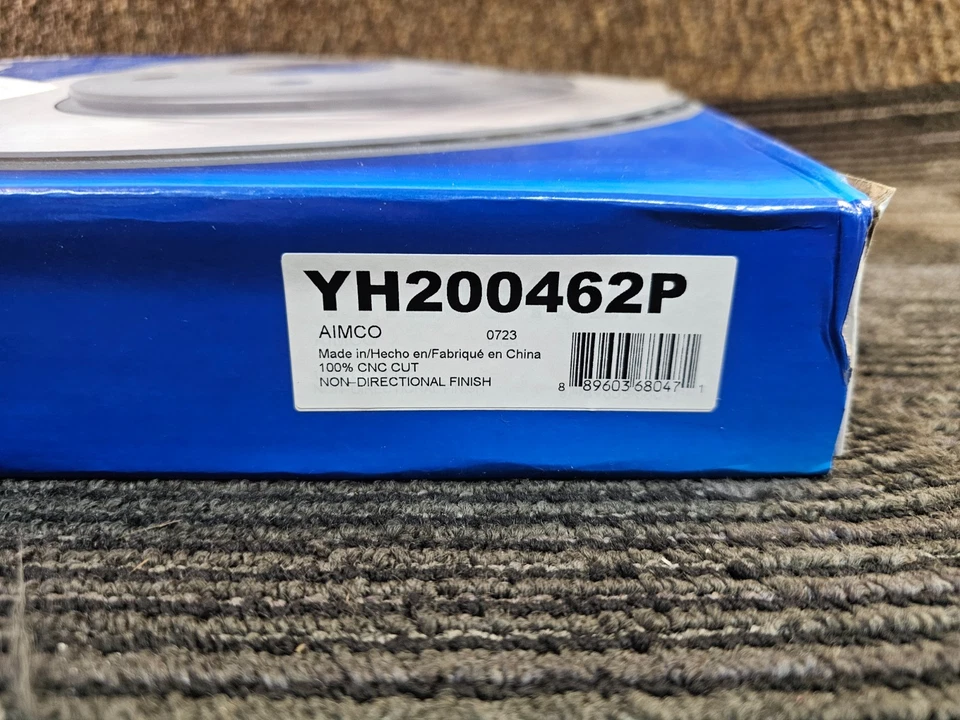 YH200462P
AIMCO 0723
Made in/Hecho en/Fabriqué en China
100% CNC CUT
NON-DIRECTIONAL FINISH
8 89603 68047 1